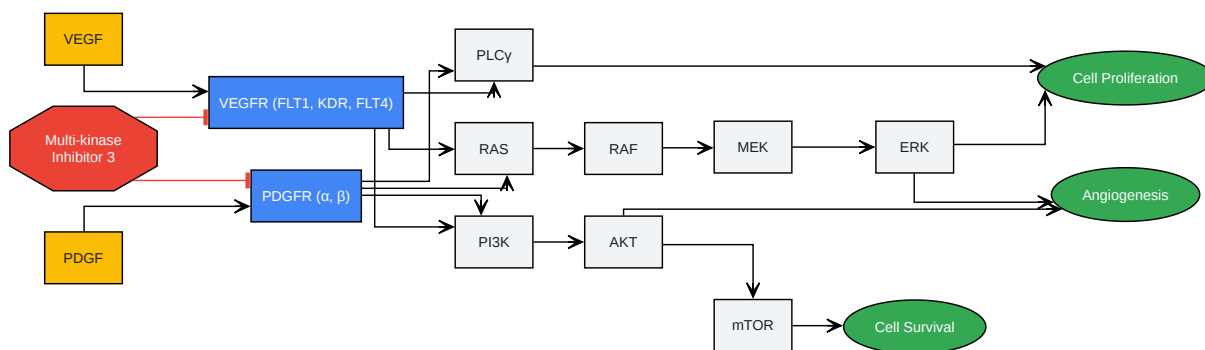 VEGF
PLCγ
Cell Proliferation
VEGFR (FLT1, KDR, FLT4)
Multi-kinase
Inhibitor 3
RAS
RAF
MEK
ERK
PDGFR (α, β)
Angiogenesis
PDGF
PI3K
AKT
mTOR
Cell Survival